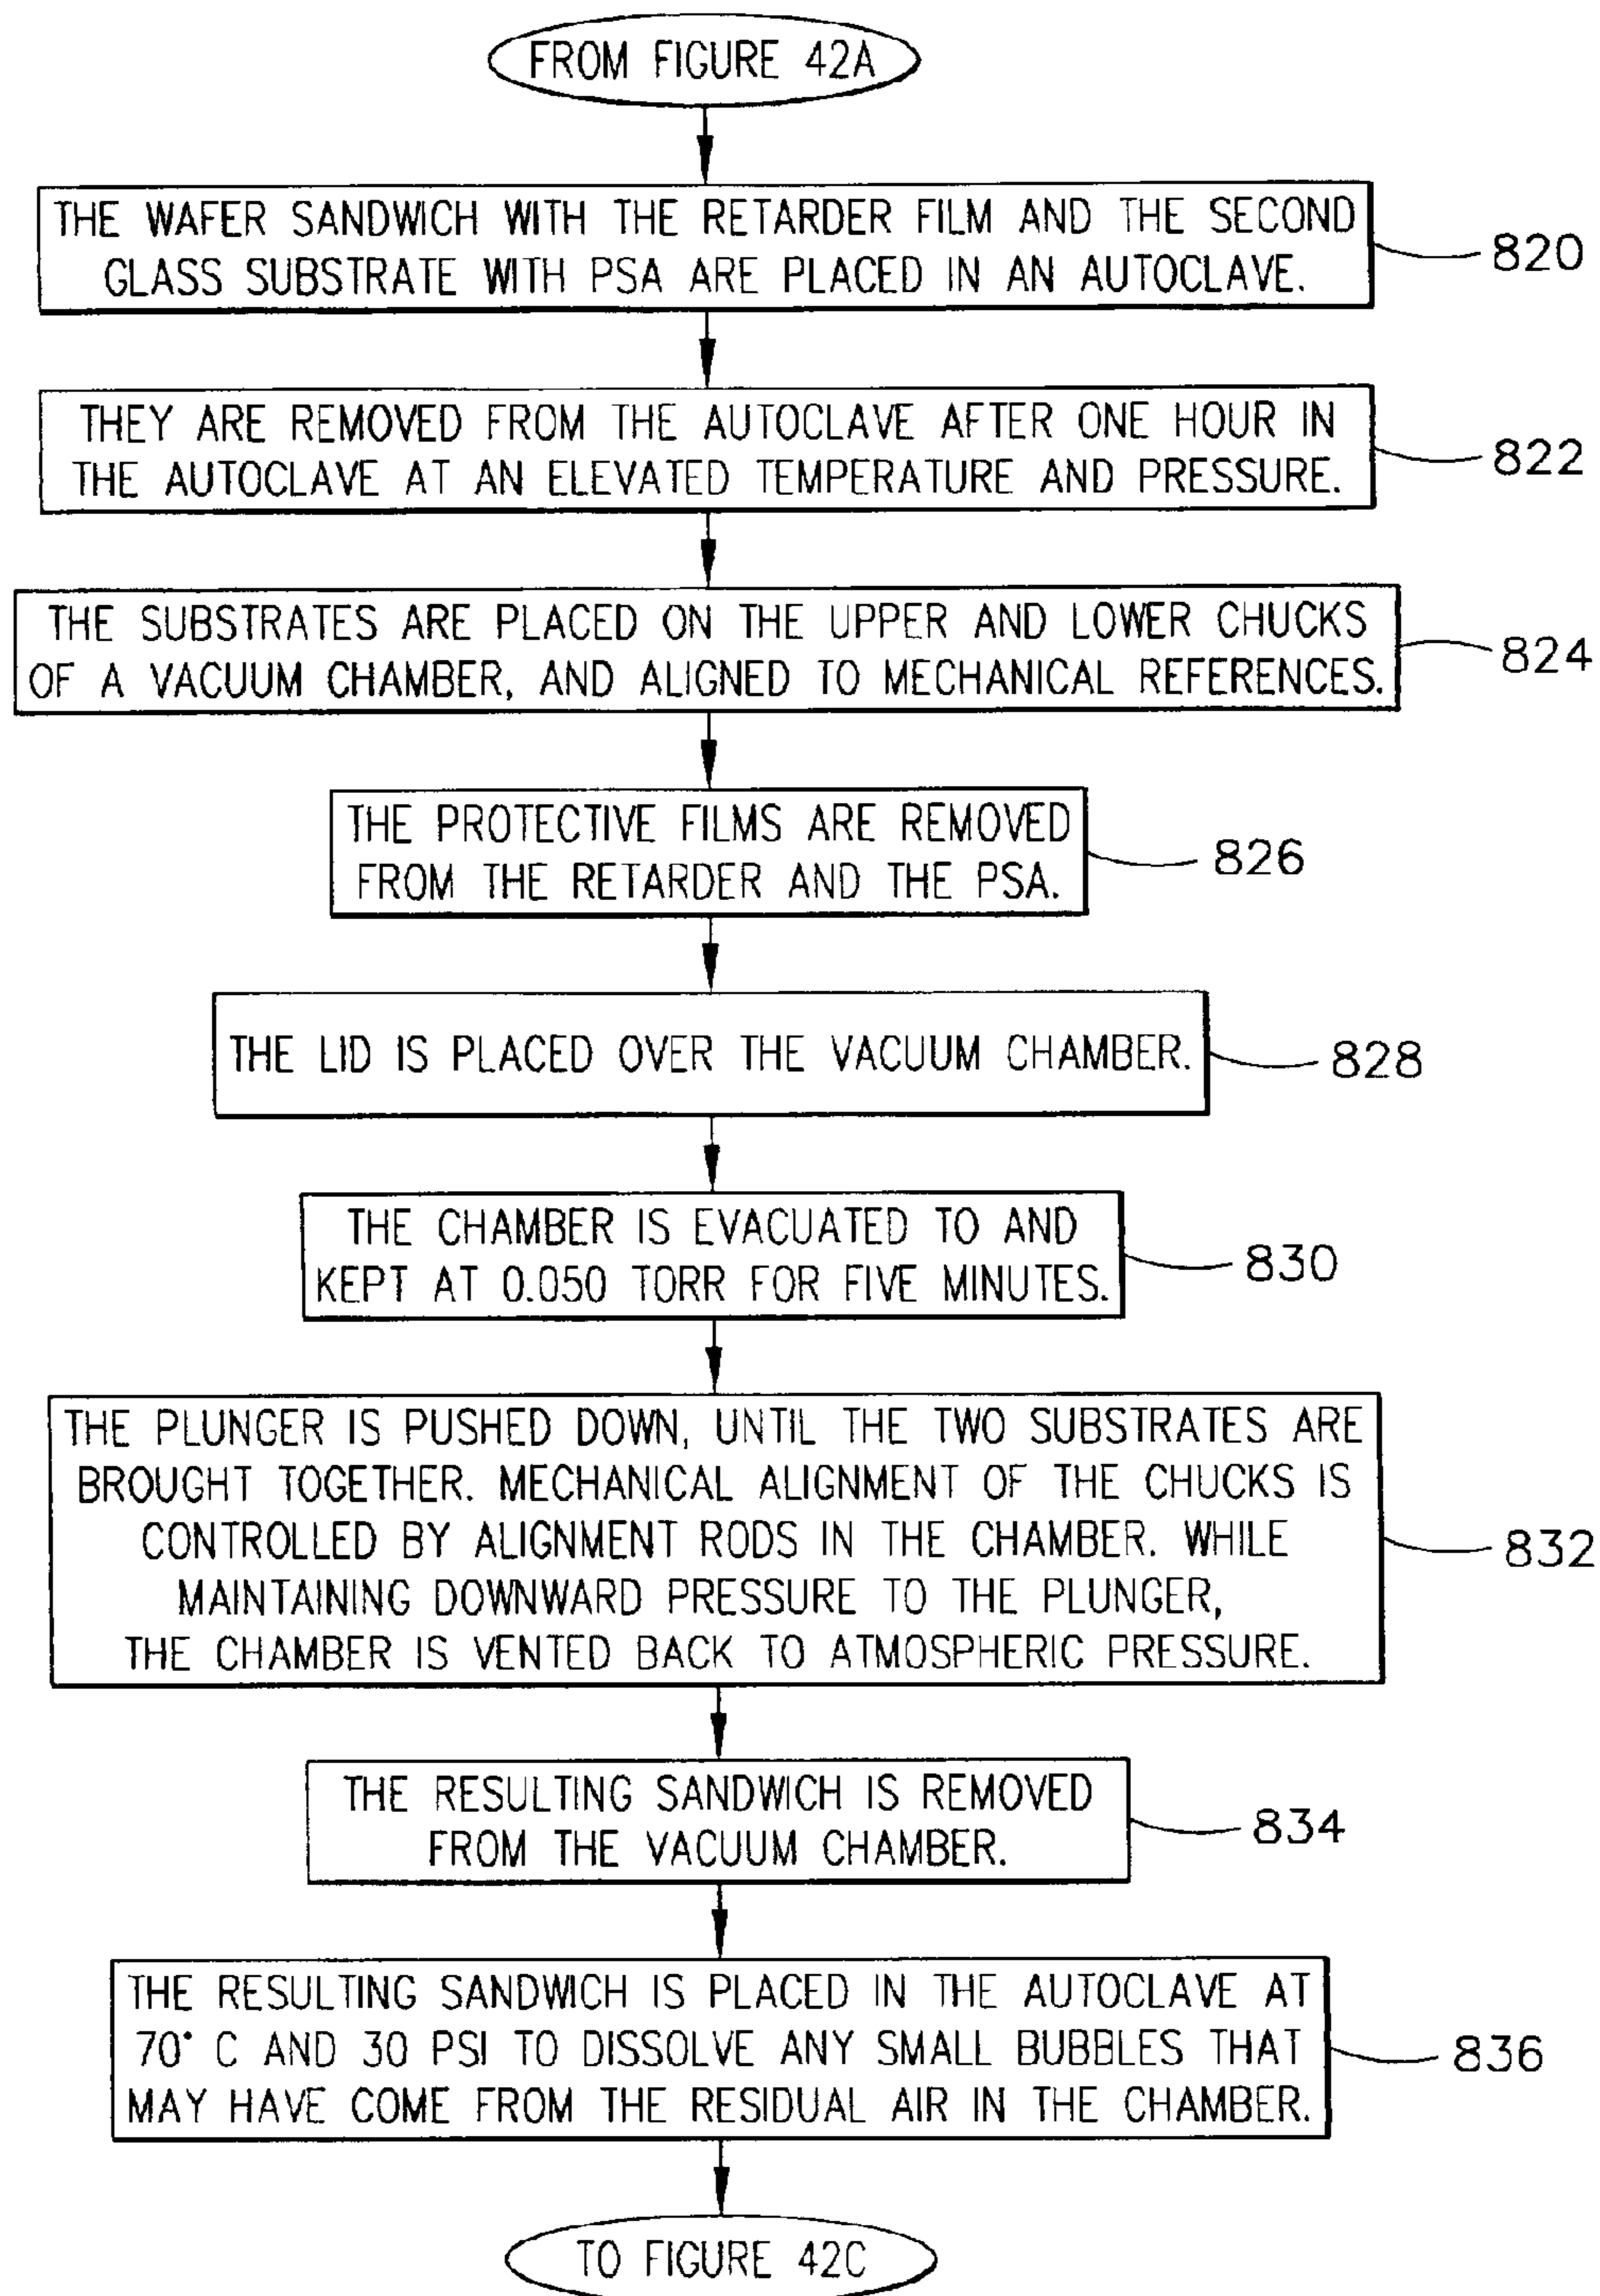 FROM FIGURE 42A
THE WAFER SANDWICH WITH THE RETARDER FILM AND THE SECOND
GLASS SUBSTRATE WITH PSA ARE PLACED IN AN AUTOCLAVE.
820
THEY ARE REMOVED FROM THE AUTOCLAVE AFTER ONE HOUR IN
THE AUTOCLAVE AT AN ELEVATED TEMPERATURE AND PRESSURE.
822
THE SUBSTRATES ARE PLACED ON THE UPPER AND LOWER CHUCKS
OF A VACUUM CHAMBER, AND ALIGNED TO MECHANICAL REFERENCES.
824
THE PROTECTIVE FILMS ARE REMOVED
FROM THE RETARDER AND THE PSA.
826
THE LID IS PLACED OVER THE VACUUM CHAMBER.
828
THE CHAMBER IS EVACUATED TO AND
KEPT AT 0.050 TORR FOR FIVE MINUTES.
830
THE PLUNGER IS PUSHED DOWN, UNTIL THE TWO SUBSTRATES ARE
BROUGHT TOGETHER. MECHANICAL ALIGNMENT OF THE CHUCKS IS
CONTROLLED BY ALIGNMENT RODS IN THE CHAMBER. WHILE
MAINTAINING DOWNWARD PRESSURE TO THE PLUNGER,
THE CHAMBER IS VENTED BACK TO ATMOSPHERIC PRESSURE.
832
THE RESULTING SANDWICH IS REMOVED
FROM THE VACUUM CHAMBER.
834
THE RESULTING SANDWICH IS PLACED IN THE AUTOCLAVE AT
70° C AND 30 PSI TO DISSOLVE ANY SMALL BUBBLES THAT
MAY HAVE COME FROM THE RESIDUAL AIR IN THE CHAMBER.
836
TO FIGURE 42C